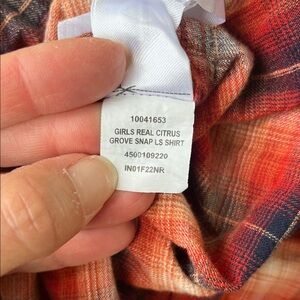 10041653
GIRLS REAL CITRUS
GROVE SNAP LS SHIRT
4500109220
IN01F22NR